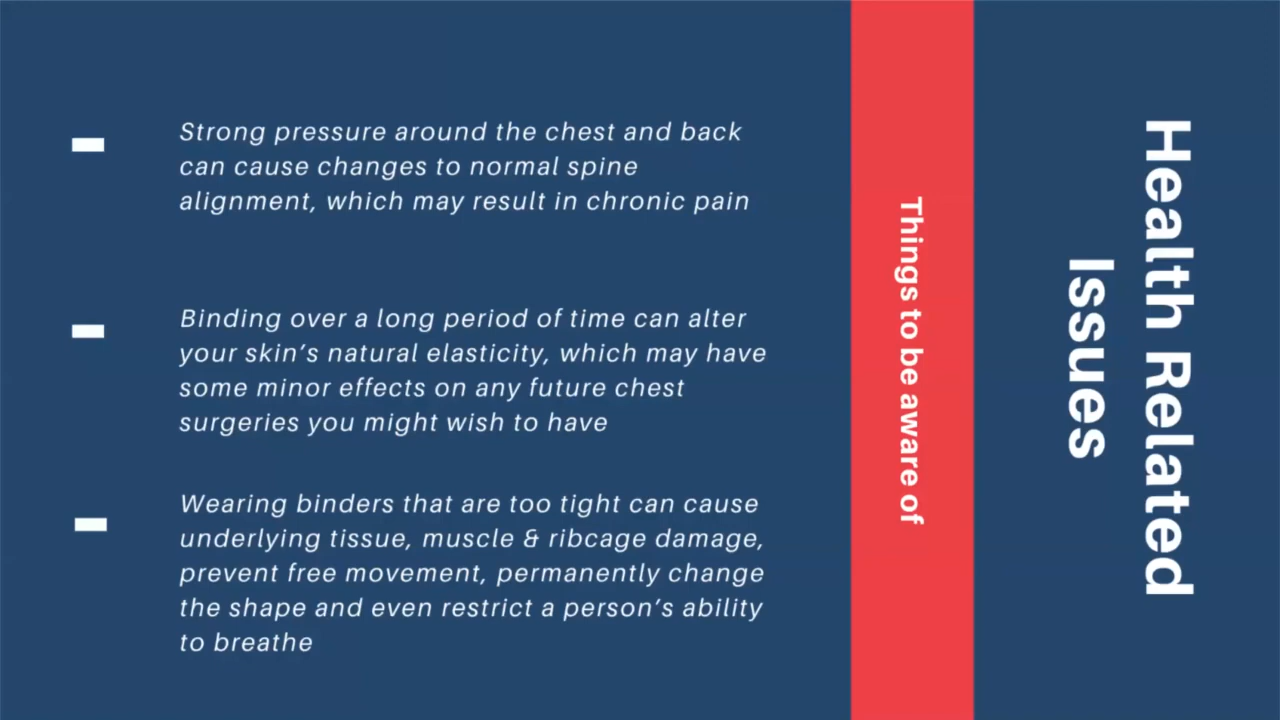 Health Related
Issues
Things to be aware of
Strong pressure around the chest and back
can cause changes to normal spine
alignment, which may result in chronic pain
Binding over a long period of time can alter
your skin’s natural elasticity, which may have
some minor effects on any future chest
surgeries you might wish to have
Wearing binders that are too tight can cause
underlying tissue, muscle & ribcage damage,
prevent free movement, permanently change
the shape and even restrict a person’s ability
to breathe